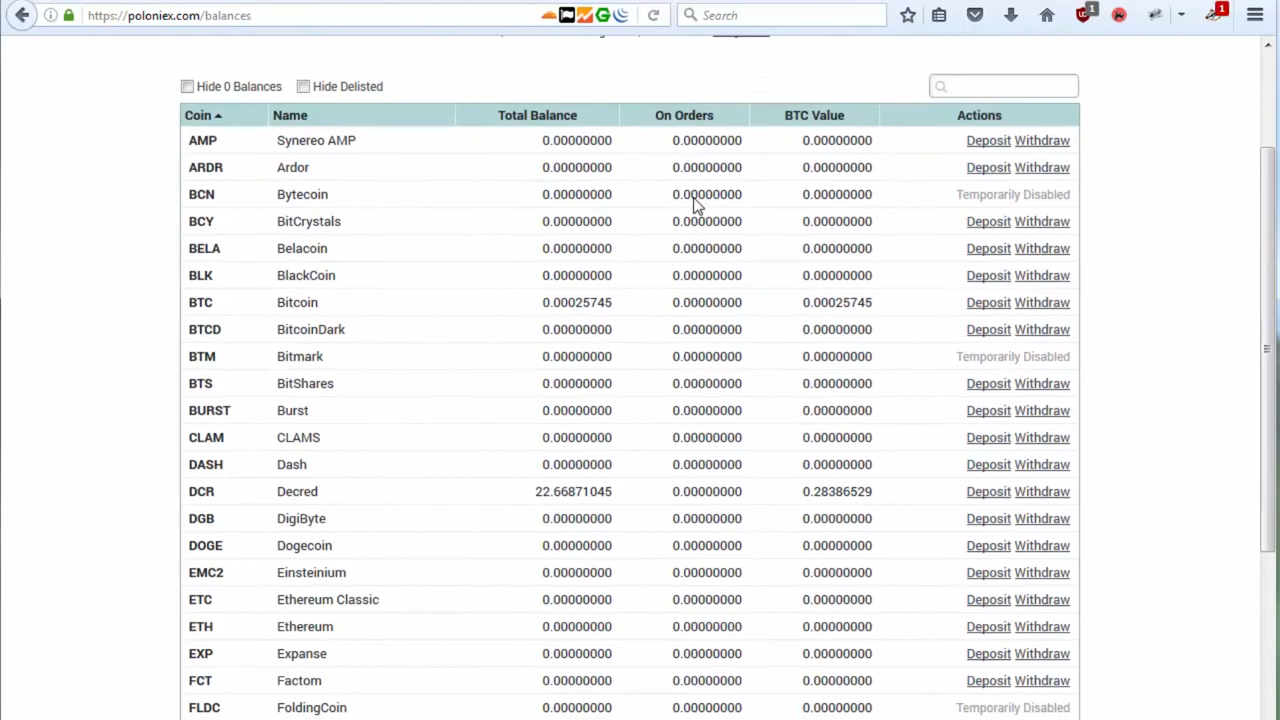 https://poloniex.com/balances
Search
1
1
Hide 0 Balances
Hide Delisted
Coin Name Total Balance On Orders BTC Value Actions
AMP Synereo AMP 0.00000000 0.00000000 0.00000000 Deposit Withdraw
ARDR Ardor 0.00000000 0.00000000 0.00000000 Deposit Withdraw
BCN Bytecoin 0.00000000 0.00000000 0.00000000 Temporarily Disabled
BCY BitCrystals 0.00000000 0.00000000 0.00000000 Deposit Withdraw
BELA Belacoin 0.00000000 0.00000000 0.00000000 Deposit Withdraw
BLK BlackCoin 0.00000000 0.00000000 0.00000000 Deposit Withdraw
BTC Bitcoin 0.00025745 0.00000000 0.00025745 Deposit Withdraw
BTCD BitcoinDark 0.00000000 0.00000000 0.00000000 Deposit Withdraw
BTM Bitmark 0.00000000 0.00000000 0.00000000 Temporarily Disabled
BTS BitShares 0.00000000 0.00000000 0.00000000 Deposit Withdraw
BURST Burst 0.00000000 0.00000000 0.00000000 Deposit Withdraw
CLAM CLAMS 0.00000000 0.00000000 0.00000000 Deposit Withdraw
DASH Dash 0.00000000 0.00000000 0.00000000 Deposit Withdraw
DCR Decred 22.66871045 0.00000000 0.28386529 Deposit Withdraw
DGB DigiByte 0.00000000 0.00000000 0.00000000 Deposit Withdraw
DOGE Dogecoin 0.00000000 0.00000000 0.00000000 Deposit Withdraw
EMC2 Einsteinium 0.00000000 0.00000000 0.00000000 Deposit Withdraw
ETC Ethereum Classic 0.00000000 0.00000000 0.00000000 Deposit Withdraw
ETH Ethereum 0.00000000 0.00000000 0.00000000 Deposit Withdraw
EXP Expanse 0.00000000 0.00000000 0.00000000 Deposit Withdraw
FCT Factom 0.00000000 0.00000000 0.00000000 Deposit Withdraw
FLDC FoldingCoin 0.00000000 0.00000000 0.00000000 Temporarily Disabled